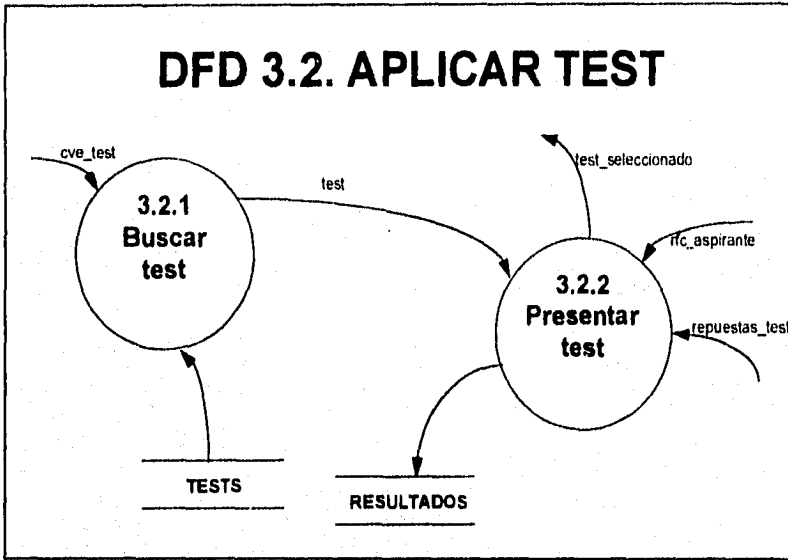 DFD 3.2. APLICAR TEST
cve_test
test
test_seleccionado
3.2.1
Buscar
test
rfc_aspirante
3.2.2
Presentar
test
repuestas_test
TESTS
RESULTADOS